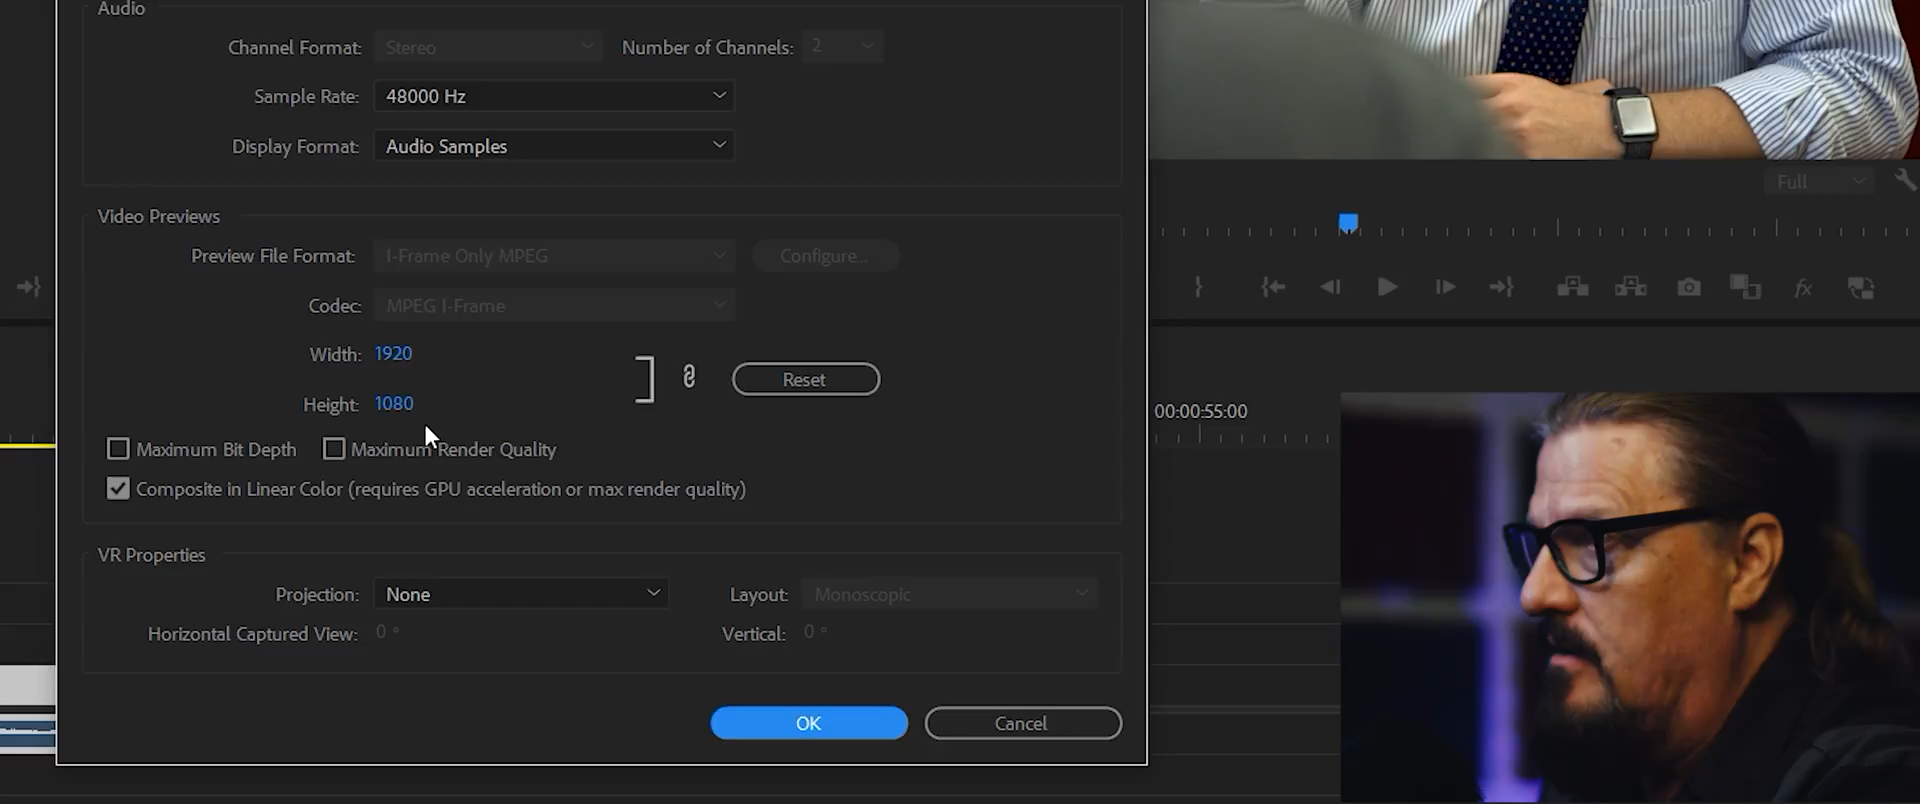 Audio
Channel Format: Stereo Number of Channels: 2
Sample Rate: 48000 Hz
Display Format: Audio Samples
Full
Video Previews
Preview File Format: I-Frame Only MPEG Configure...
Codec: MPEG I-Frame
Width: 1920
Reset
Height: 1080
00:00:55:00
Maximum Bit Depth Maximum Render Quality
Composite in Linear Color (requires GPU acceleration or max render quality)
VR Properties
Projection: None Layout: Monoscopic
Horizontal Captured View: 0 ° Vertical: 0 °
OK Cancel
fx